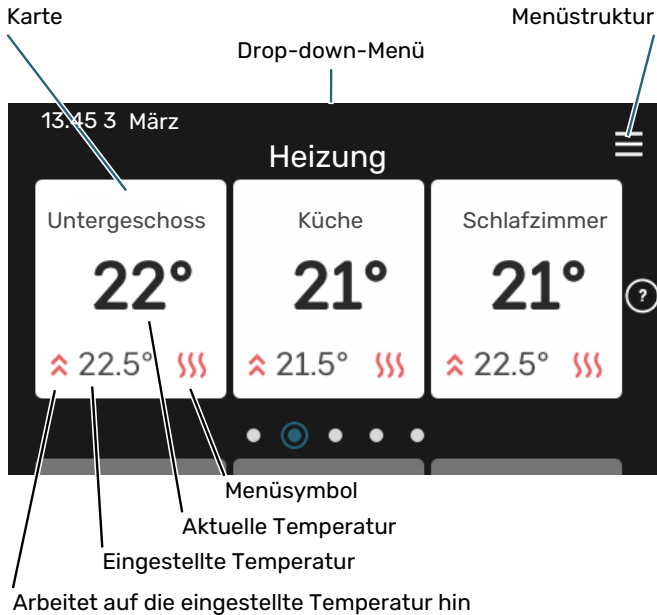 Karte
Menüstruktur
Drop-down-Menü
13.45 3 März
Heizung
Untergeschoss
Küche
Schlafzimmer
22°
21°
21°
?
22.5°
21.5°
22.5°
Menüsymbol
Aktuelle Temperatur
Eingestellte Temperatur
Arbeitet auf die eingestellte Temperatur hin